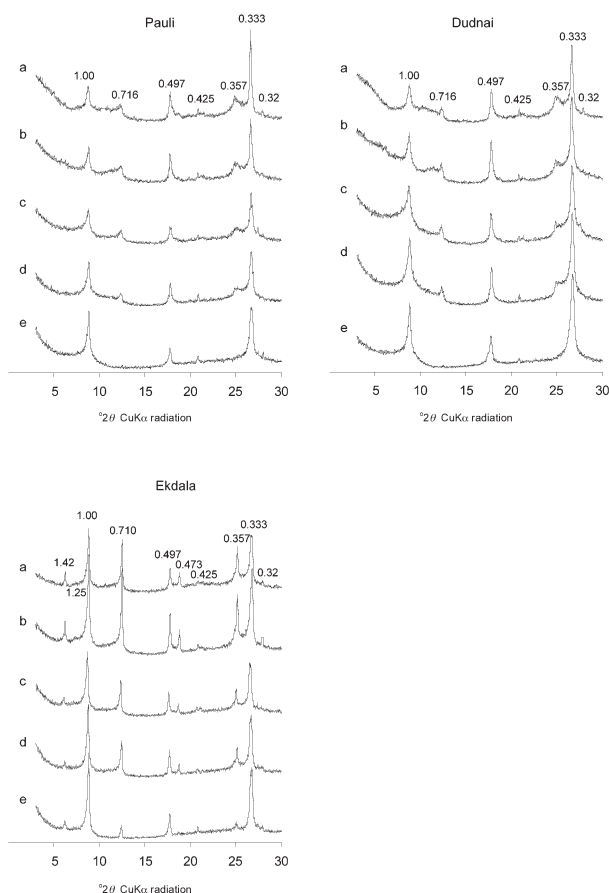 Pauli
a 1.00 0.716 0.497 0.425 0.357 0.333 0.32
b
c
d
e
5 10 15 20 25 30
°2θ CuKα radiation
Dudnai
a 1.00 0.716 0.497 0.425 0.357 0.333 0.32
b
c
d
e
5 10 15 20 25 30
°2θ CuKα radiation
Ekdala
a 1.42 1.00 0.710 0.497 0.473 0.425 0.357 0.333 0.32
1.25
b
c
d
e
5 10 15 20 25 30
°2θ CuKα radiation